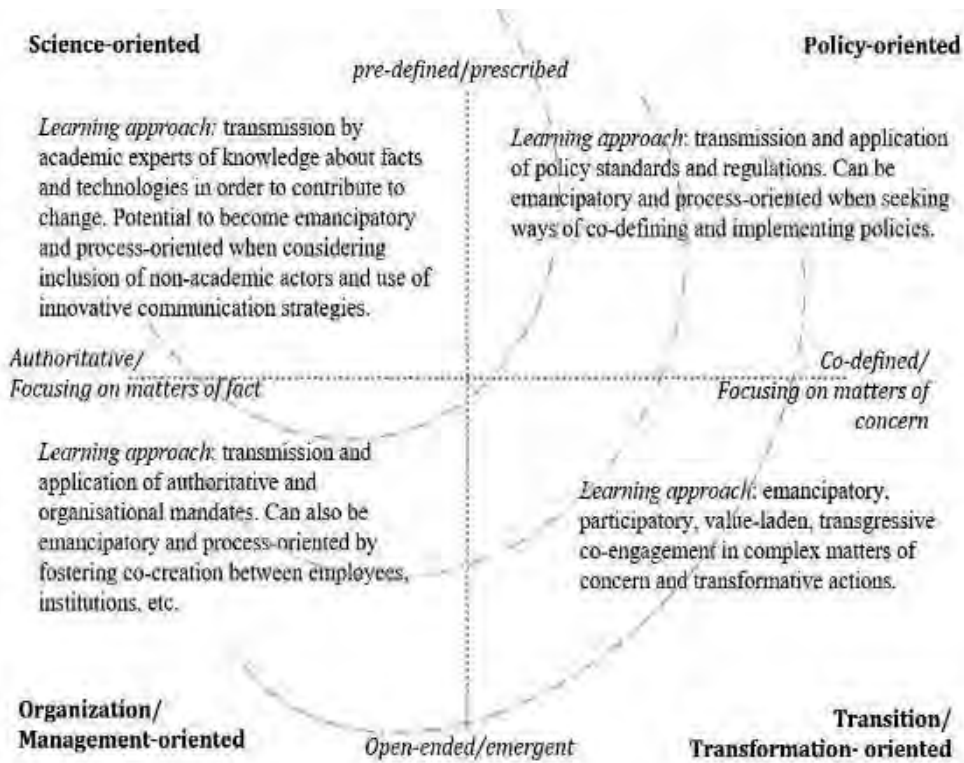 Science-oriented
Policy-oriented
pre-defined/prescribed
Learning approach: transmission by
academic experts of knowledge about facts
and technologies in order to contribute to
change. Potential to become emancipatory
and process-oriented when considering
inclusion of non-academic actors and use of
innovative communication strategies.
Learning approach: transmission and application
of policy standards and regulations. Can be
emancipatory and process-oriented when seeking
ways of co-defining and implementing policies.
Authoritative/
Focusing on matters of fact
Co-defined/
Focusing on matters of
concern
Learning approach: transmission and
application of authoritative and
organisational mandates. Can also be
emancipatory and process-oriented by
fostering co-creation between employees,
institutions, etc.
Learning approach: emancipatory,
participatory, value-laden, transgressive
co-engagement in complex matters of
concern and transformative actions.
Organization/
Management-oriented
Open-ended/emergent
Transition/
Transformation- oriented